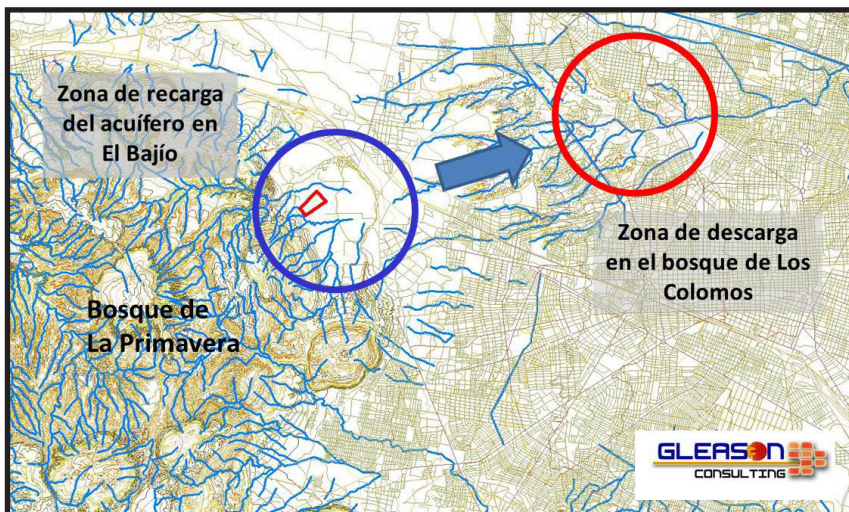 Zona de recarga
del acuífero en
El Bajío
Zona de descarga
en el bosque de Los
Colomos
Bosque de
La Primavera
GLEASON
CONSULTING